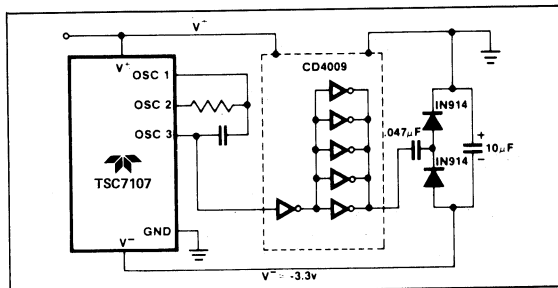 V+
V+
CD4009
OSC 1
OSC 2
OSC 3
IN914
.047µF
+
10µF
−
IN914
TSC7107
GND
V−
V− = -3.3v